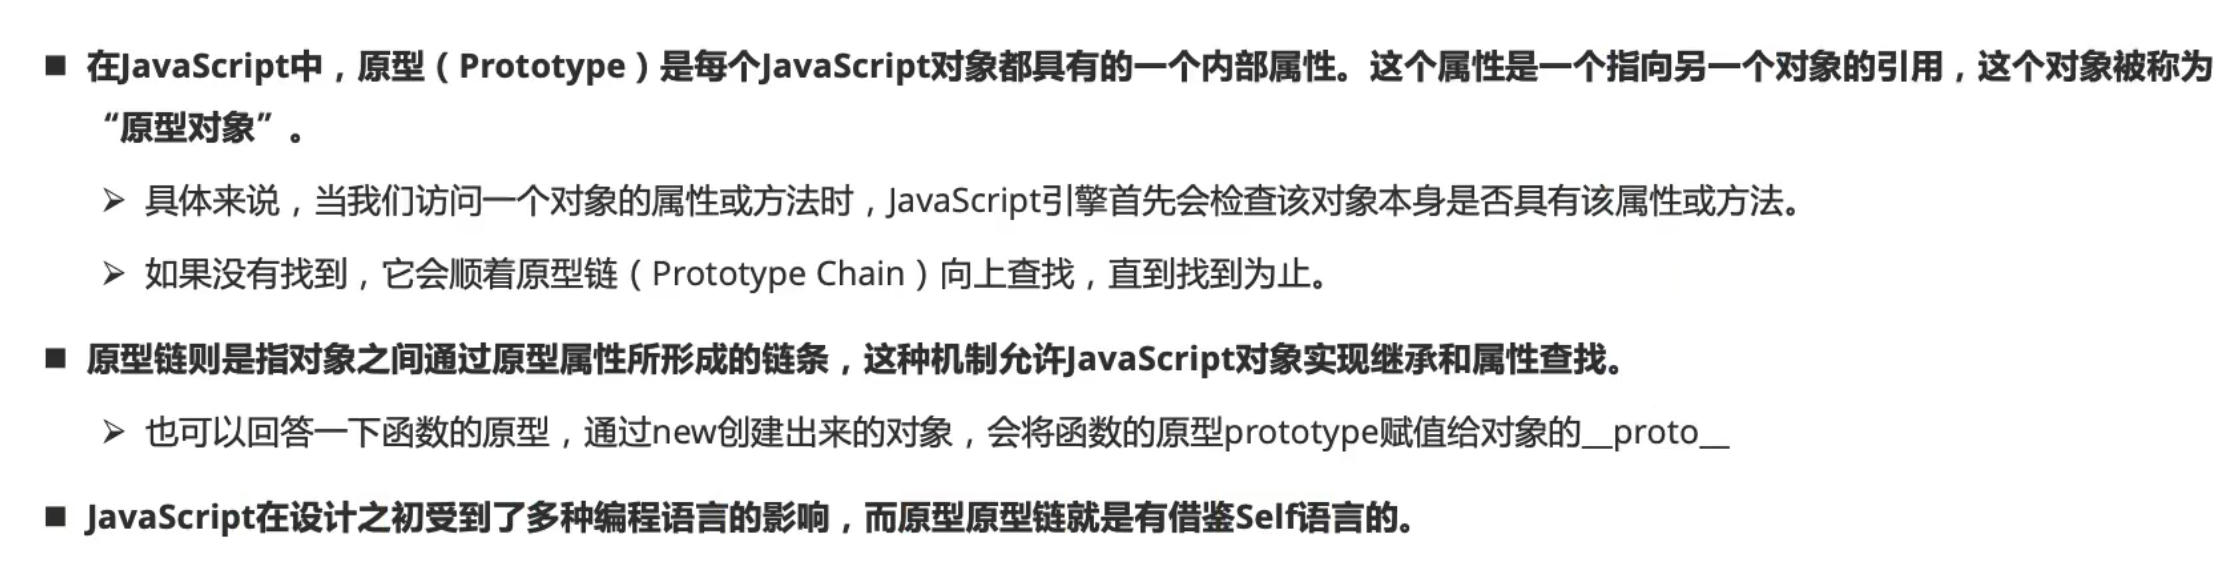 ■ 在JavaScript中，原型（Prototype）是每个JavaScript对象都具有的一个内部属性。这个属性是一个指向另一个对象的引用，这个对象被称为
“原型对象”。
➢ 具体来说，当我们访问一个对象的属性或方法时，JavaScript引擎首先会检查该对象本身是否具有该属性或方法。
➢ 如果没有找到，它会顺着原型链（Prototype Chain）向上查找，直到找到为止。
■ 原型链则是指对象之间通过原型属性所形成的链条，这种机制允许JavaScript对象实现继承和属性查找。
➢ 也可以回答一下函数的原型，通过new创建出来的对象，会将函数的原型prototype赋值给对象的__proto__
■ JavaScript在设计之初受到了多种编程语言的影响，而原型原型链就是有借鉴Self语言的。